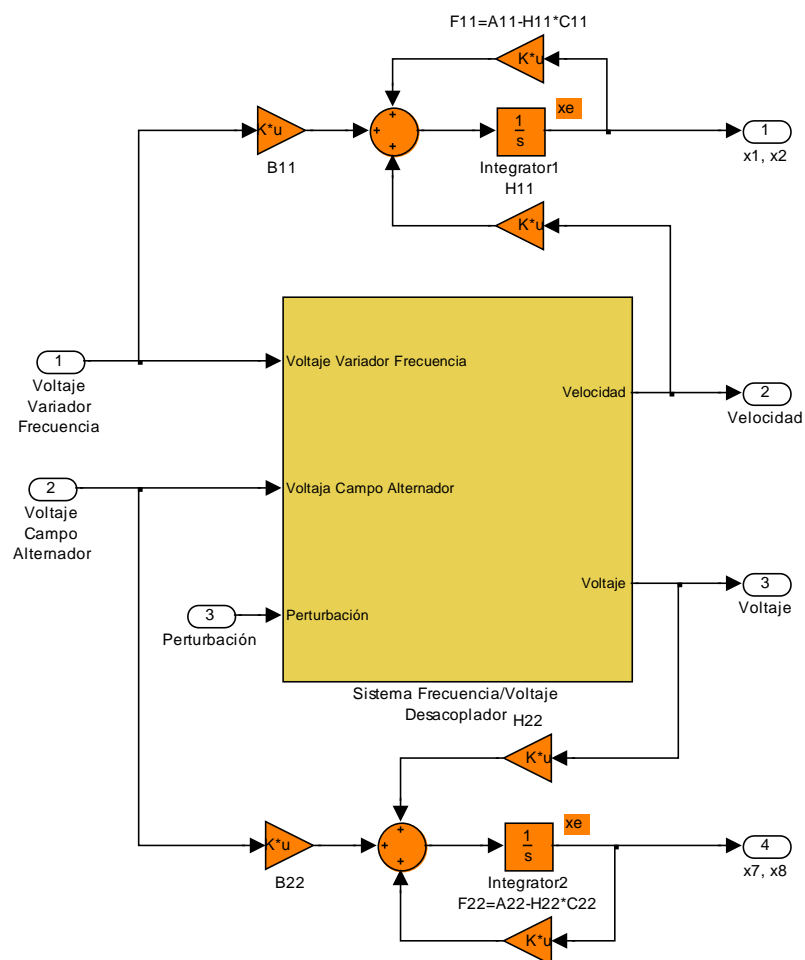 F11=A11-H11*C11
K*u
xe
K*u
B11
+
+
+
1
s
Integrator1
1
x1, x2
H11
K*u
1
Voltaje
Variador
Frecuencia
Voltaje Variador Frecuencia
Velocidad
2
Velocidad
2
Voltaje
Campo
Alternador
Voltaja Campo Alternador
Voltaje
3
Voltaje
3
Perturbación
Perturbación
Sistema Frecuencia/Voltaje
Desacoplador
H22
K*u
xe
K*u
B22
+
+
+
1
s
Integrator2
4
x7, x8
F22=A22-H22*C22
K*u